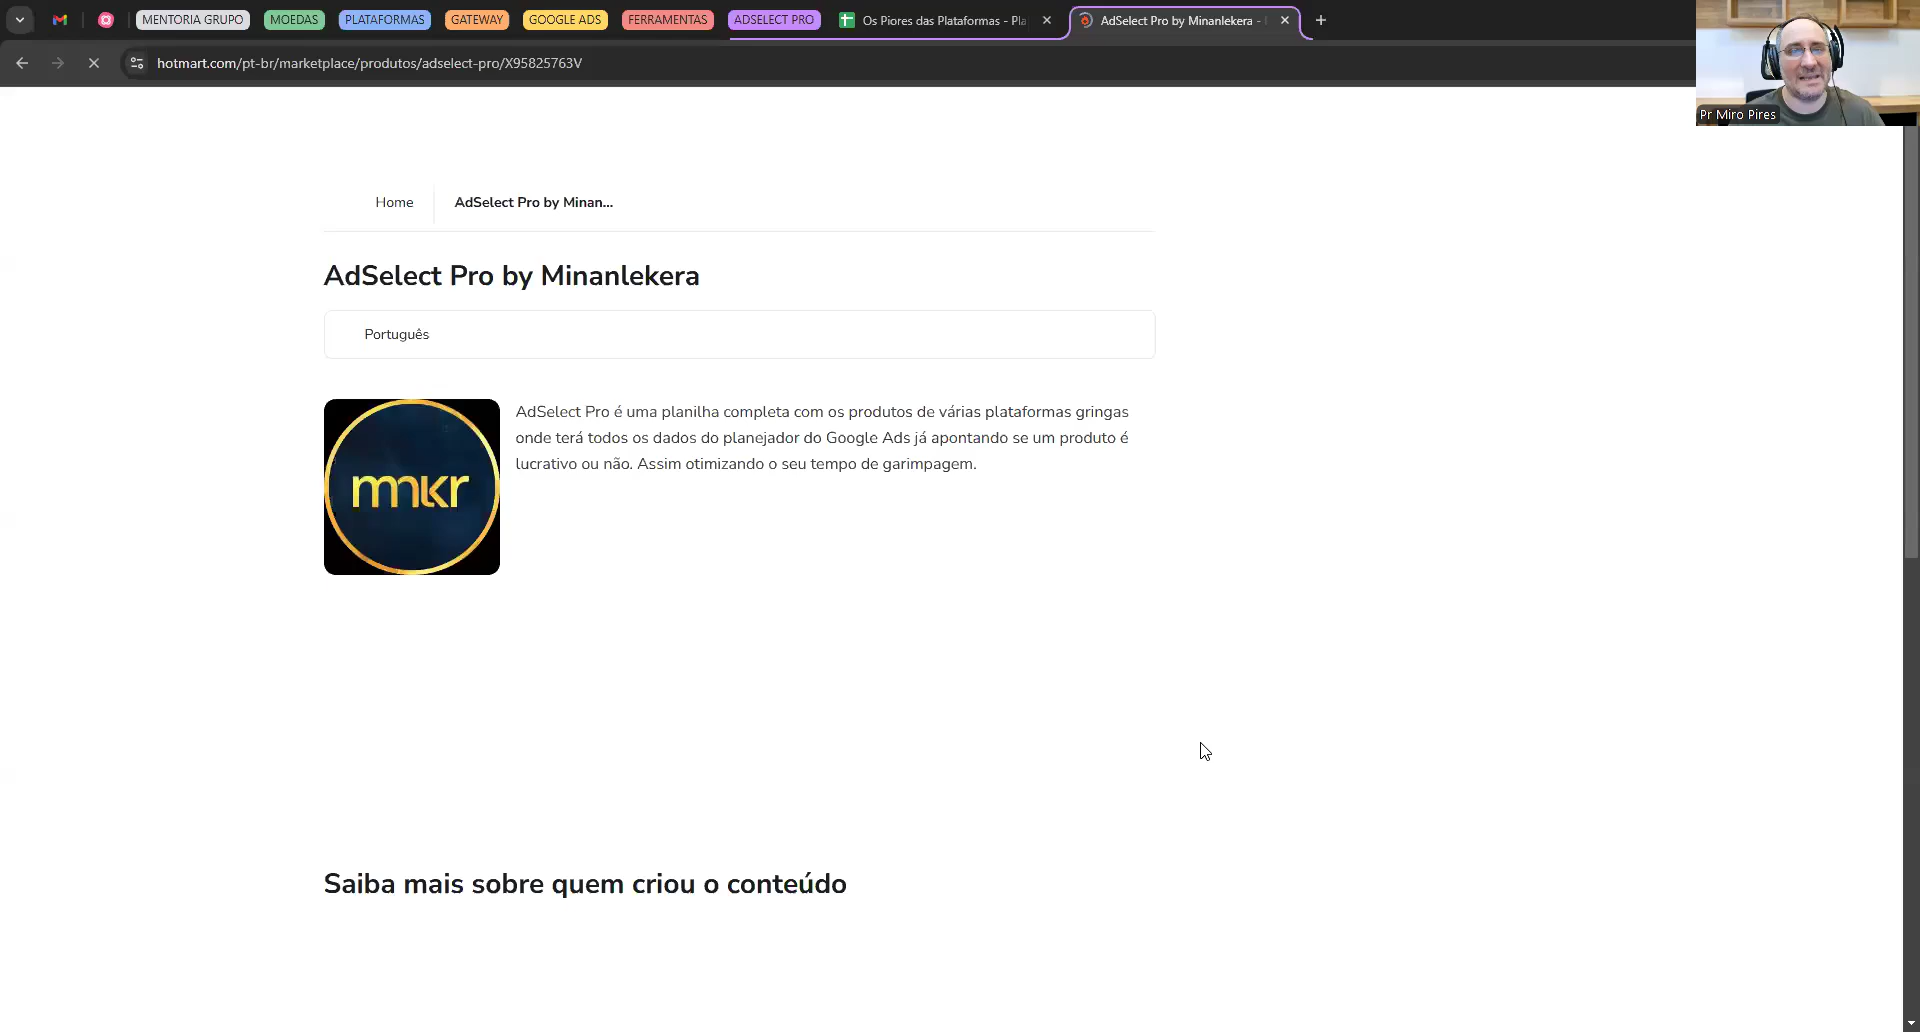 MENTORIA GRUPO
MOEDAS
PLATAFORMAS
GATEWAY
GOOGLE ADS
FERRAMENTAS
ADSELECT PRO
Os Piores das Plataformas - Pla
AdSelect Pro by Minanlekera -
hotmart.com/pt-br/marketplace/produtos/adselect-pro/X95825763V
Pr Miro Pires
Home
AdSelect Pro by Minan...
AdSelect Pro by Minanlekera
Português
mnkr
AdSelect Pro é uma planilha completa com os produtos de várias plataformas gringas
onde terá todos os dados do planejador do Google Ads já apontando se um produto é
lucrativo ou não. Assim otimizando o seu tempo de garimpagem.
Saiba mais sobre quem criou o conteúdo